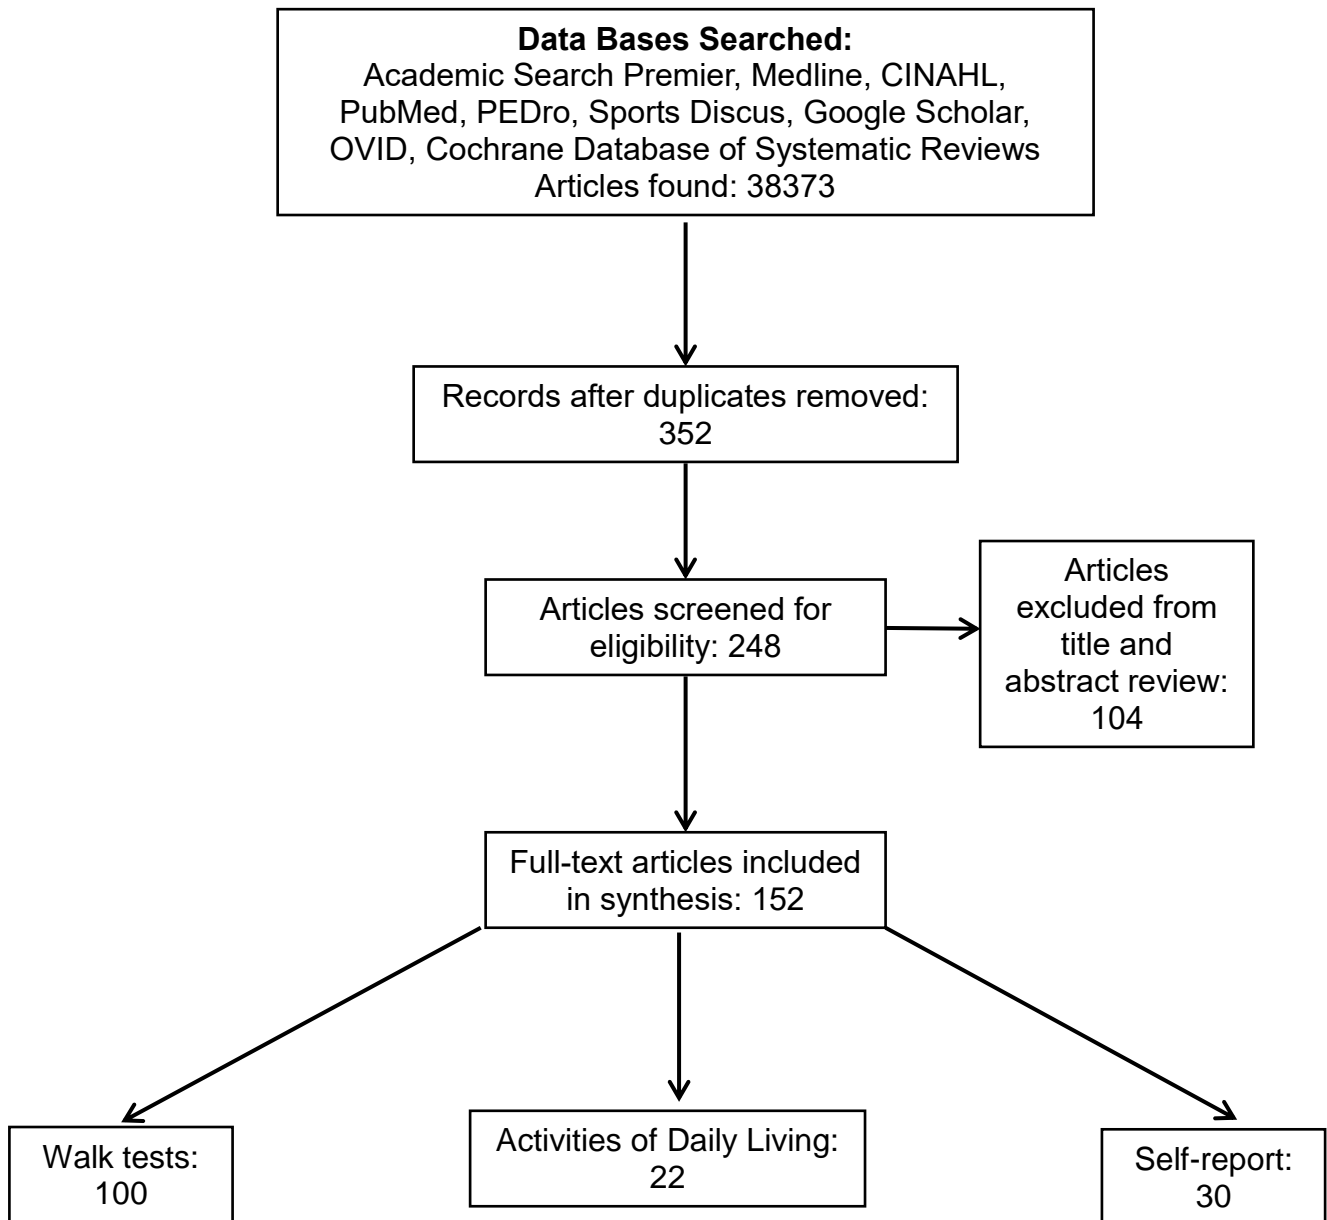 Data Bases Searched:
Academic Search Premier, Medline, CINAHL,
PubMed, PEDro, Sports Discus, Google Scholar,
OVID, Cochrane Database of Systematic Reviews
Articles found: 38373
Records after duplicates removed:
352
Articles screened for
eligibility: 248
Articles
excluded from
title and
abstract review:
104
Full-text articles included
in synthesis: 152
Walk tests:
100
Activities of Daily Living:
22
Self-report:
30